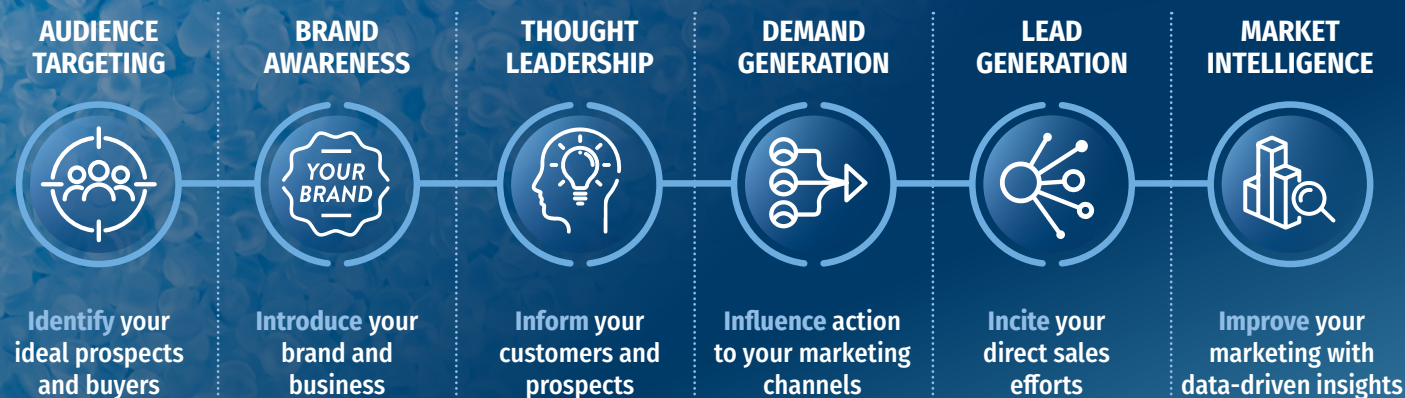 AUDIENCE
TARGETING
Identify your
ideal prospects
and buyers
BRAND
AWARENESS
YOUR
BRAND
Introduce your
brand and
business
THOUGHT
LEADERSHIP
Inform your
customers and
prospects
DEMAND
GENERATION
Influence action
to your marketing
channels
LEAD
GENERATION
Incite your
direct sales
efforts
MARKET
INTELLIGENCE
Improve your
marketing with
data-driven insights